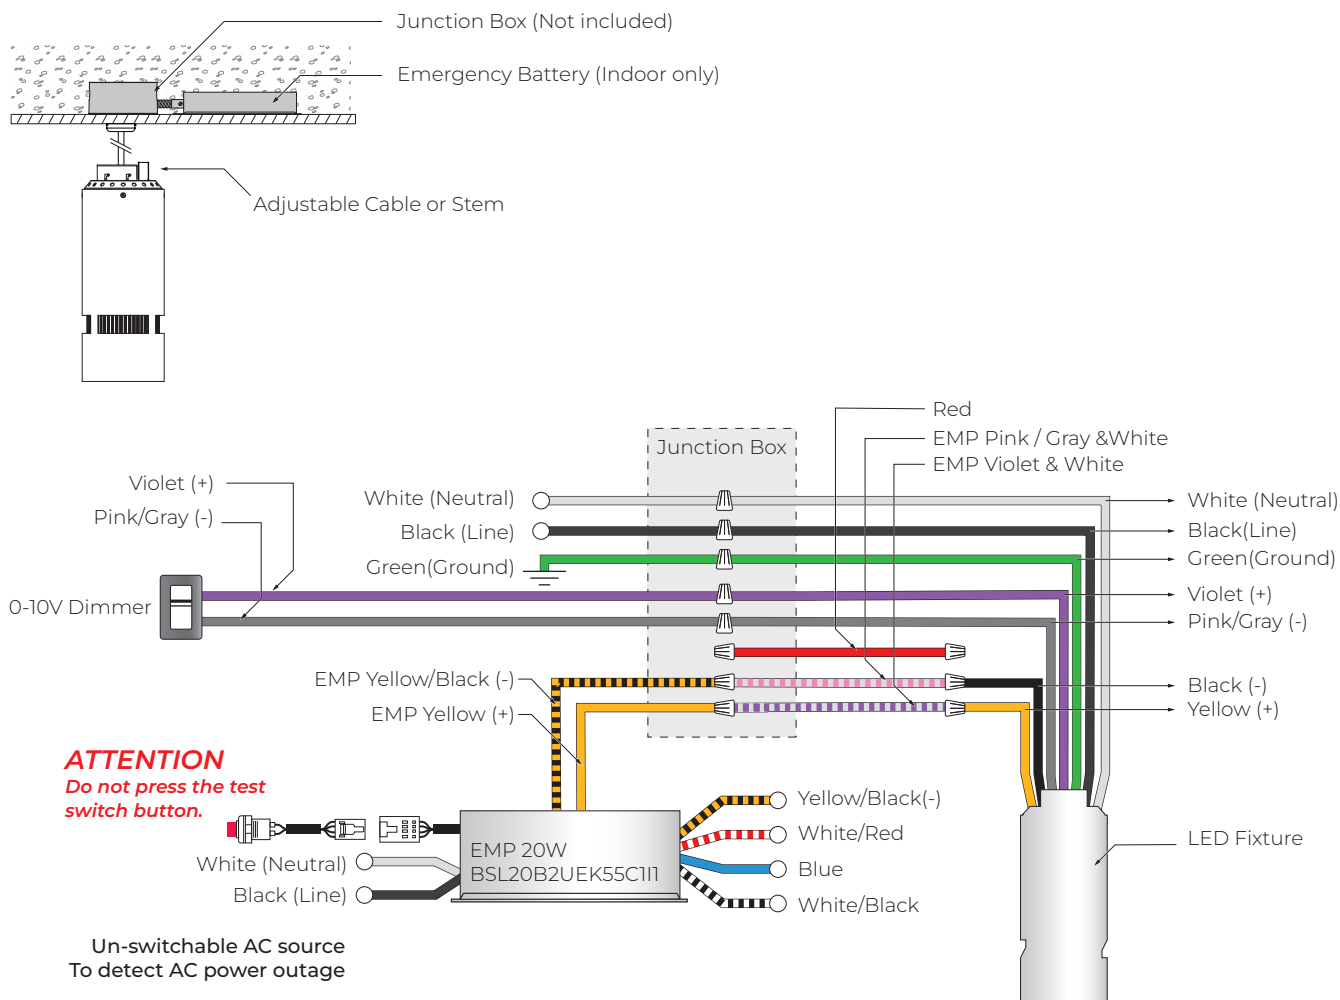 Junction Box (Not included)
Emergency Battery (Indoor only)
Adjustable Cable or Stem
Red
EMP Pink / Gray &White
EMP Violet & White
Junction Box
Violet (+)
Pink/Gray (-)
White (Neutral)
Black (Line)
Green(Ground)
0-10V Dimmer
White (Neutral)
Black(Line)
Green(Ground)
Violet (+)
Pink/Gray (-)
Black (-)
Yellow (+)
EMP Yellow/Black (-)
EMP Yellow (+)
ATTENTION
Do not press the test
switch button.
White (Neutral)
Black (Line)
EMP 20W
BSL20B2UEK55C1I1
Yellow/Black(-)
White/Red
Blue
White/Black
LED Fixture
Un-switchable AC source
To detect AC power outage